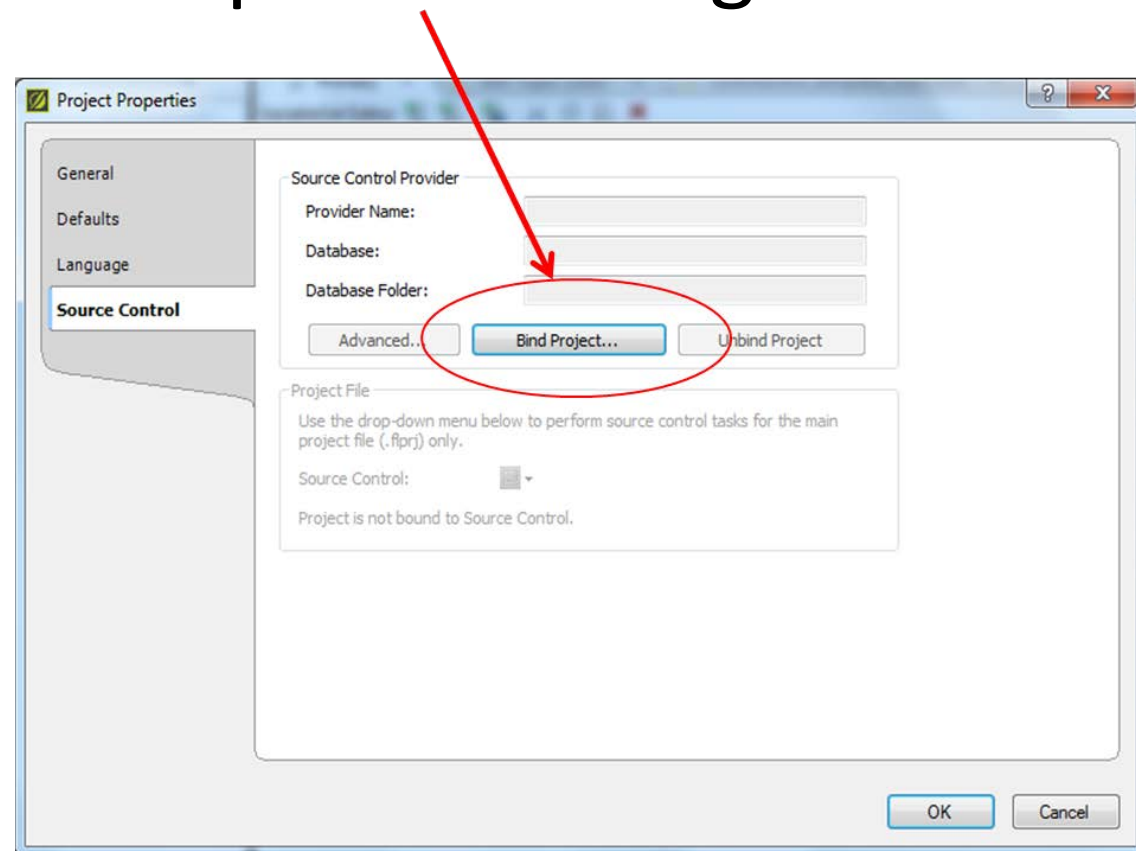 Project Properties
General
Defaults
Language
Source Control
Source Control Provider
Provider Name:
Database:
Database Folder:
Advanced...
Bind Project...
Unbind Project
Project File
Use the drop-down menu below to perform source control tasks for the main
project file (.flprj) only.
Source Control:
Project is not bound to Source Control.
OK
Cancel